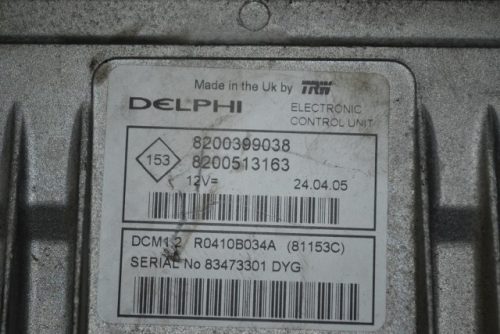 Made in the Uk by TRW
DELPHI
ELECTRONIC
CONTROL UNIT
153
8200399038
8200513163
12V=
24.04.05
DCM1.2 R0410B034A (81153C)
SERIAL No 83473301 DYG